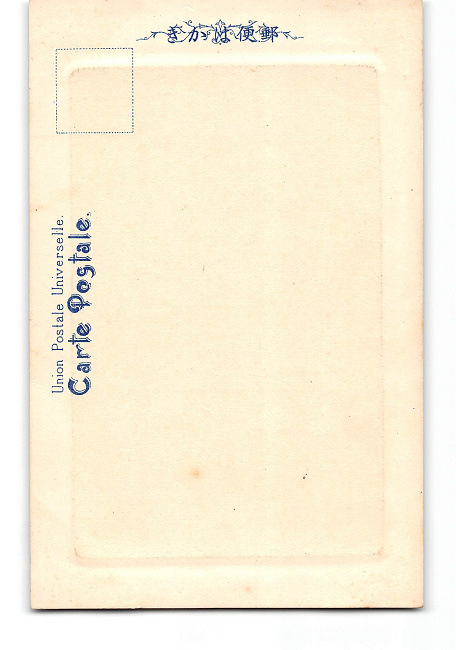 郵便はかき
Union Postale Universelle.
Carte Postale.